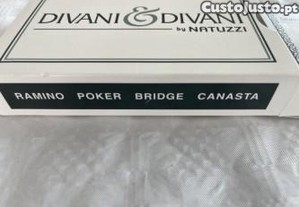 CustoJusto.pt
DIVANI & DIVANI
by NATUZZI
RAMINO POKER BRIDGE CANASTA